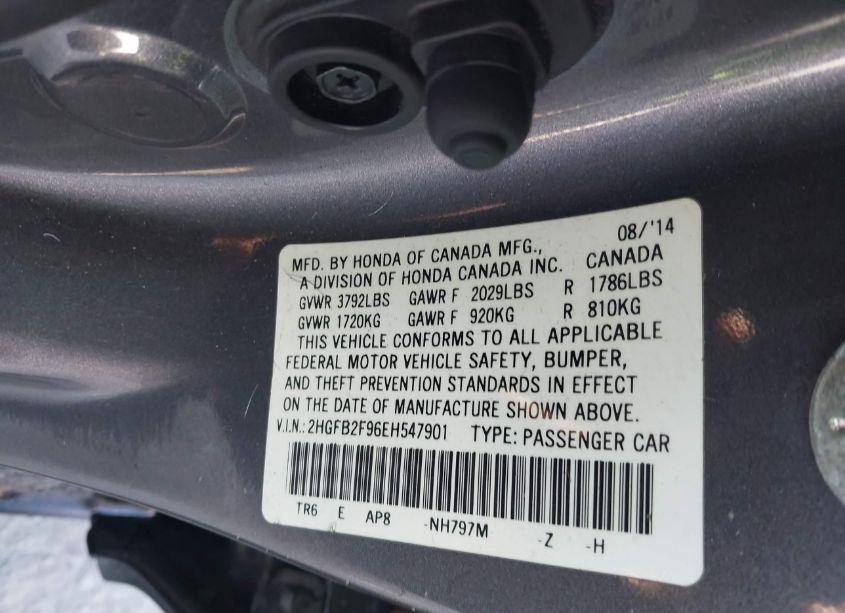 08/'14
MFD. BY HONDA OF CANADA MFG., CANADA
A DIVISION OF HONDA CANADA INC.
GVWR 3792LBS GAWR F 2029LBS R 1786LBS
GVWR 1720KG GAWR F 920KG R 810KG
THIS VEHICLE CONFORMS TO ALL APPLICABLE
FEDERAL MOTOR VEHICLE SAFETY, BUMPER,
AND THEFT PREVENTION STANDARDS IN EFFECT
ON THE DATE OF MANUFACTURE SHOWN ABOVE.
V.I.N.: 2HGFB2F96EH547901 TYPE: PASSENGER CAR
TR6 E AP8 -NH797M -Z -H